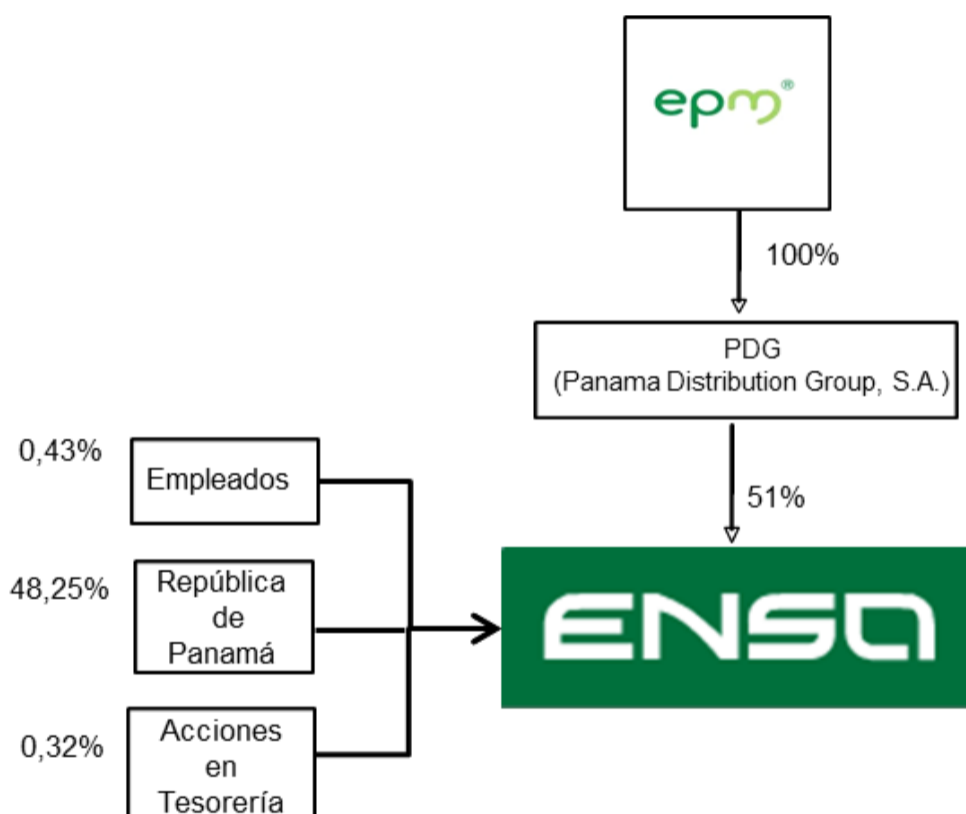 epm®
100%
PDG
(Panama Distribution Group, S.A.)
51%
0,43%
Empleados
48,25%
República
de
Panamá
ENSA
0,32%
Acciones
en
Tesorería